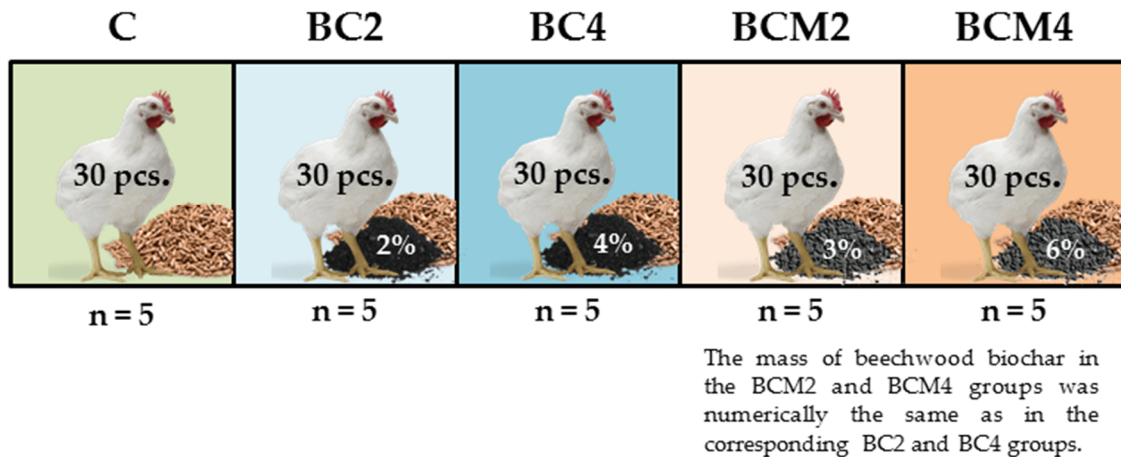 C BC2 BC4 BCM2 BCM4
30 pcs. 30 pcs. 30 pcs. 30 pcs. 30 pcs.
2% 4% 3% 6%
n = 5 n = 5 n = 5 n = 5 n = 5
The mass of beechwood biochar in
the BCM2 and BCM4 groups was
numerically the same as in the
corresponding BC2 and BC4 groups.